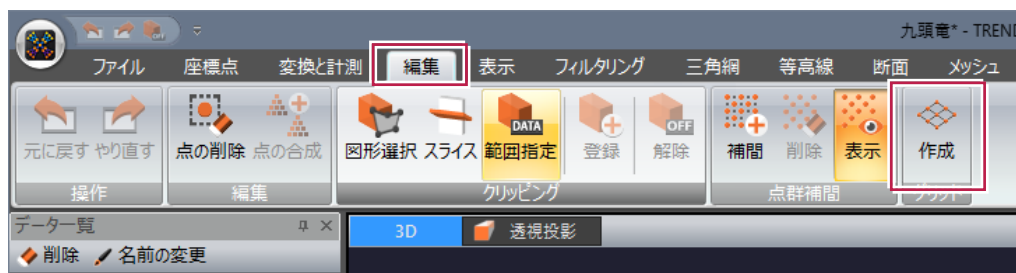 九頭竜* - TREND
ファイル 座標点 変換と計測 編集 表示 フィルタリング 三角網 等高線 断面 メッシュ
元に戻す やり直す 点の削除 点の合成 図形選択 スライス DATA 範囲指定 登録 OFF 解除 補間 削除 表示 作成
操作 編集 クリッピング 点群補間 グリッド
データ一覧 3D 透視投影
削除 名前の変更